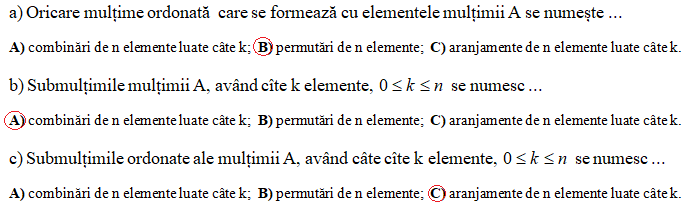 a) Oricare mulțime ordonată care se formează cu elementele mulțimii A se numește ...
A) combinări de n elemente luate câte k; B) permutări de n elemente; C) aranjamente de n elemente luate câte k.
b) Submulțimile mulțimii A, având cîte k elemente, 0 ≤ k ≤ n se numesc ...
A) combinări de n elemente luate câte k; B) permutări de n elemente; C) aranjamente de n elemente luate câte k.
c) Submulțimile ordonate ale mulțimii A, având câte cîte k elemente, 0 ≤ k ≤ n se numesc ...
A) combinări de n elemente luate câte k; B) permutări de n elemente; C) aranjamente de n elemente luate câte k.